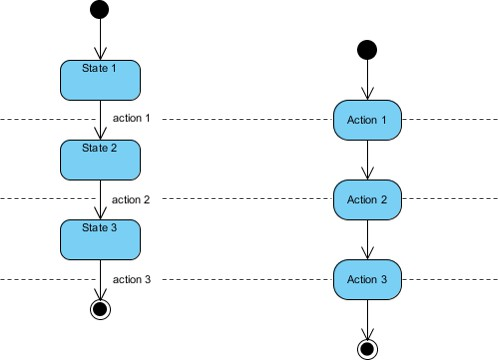 State 1
action 1
State 2
action 2
State 3
action 3
Action 1
Action 2
Action 3